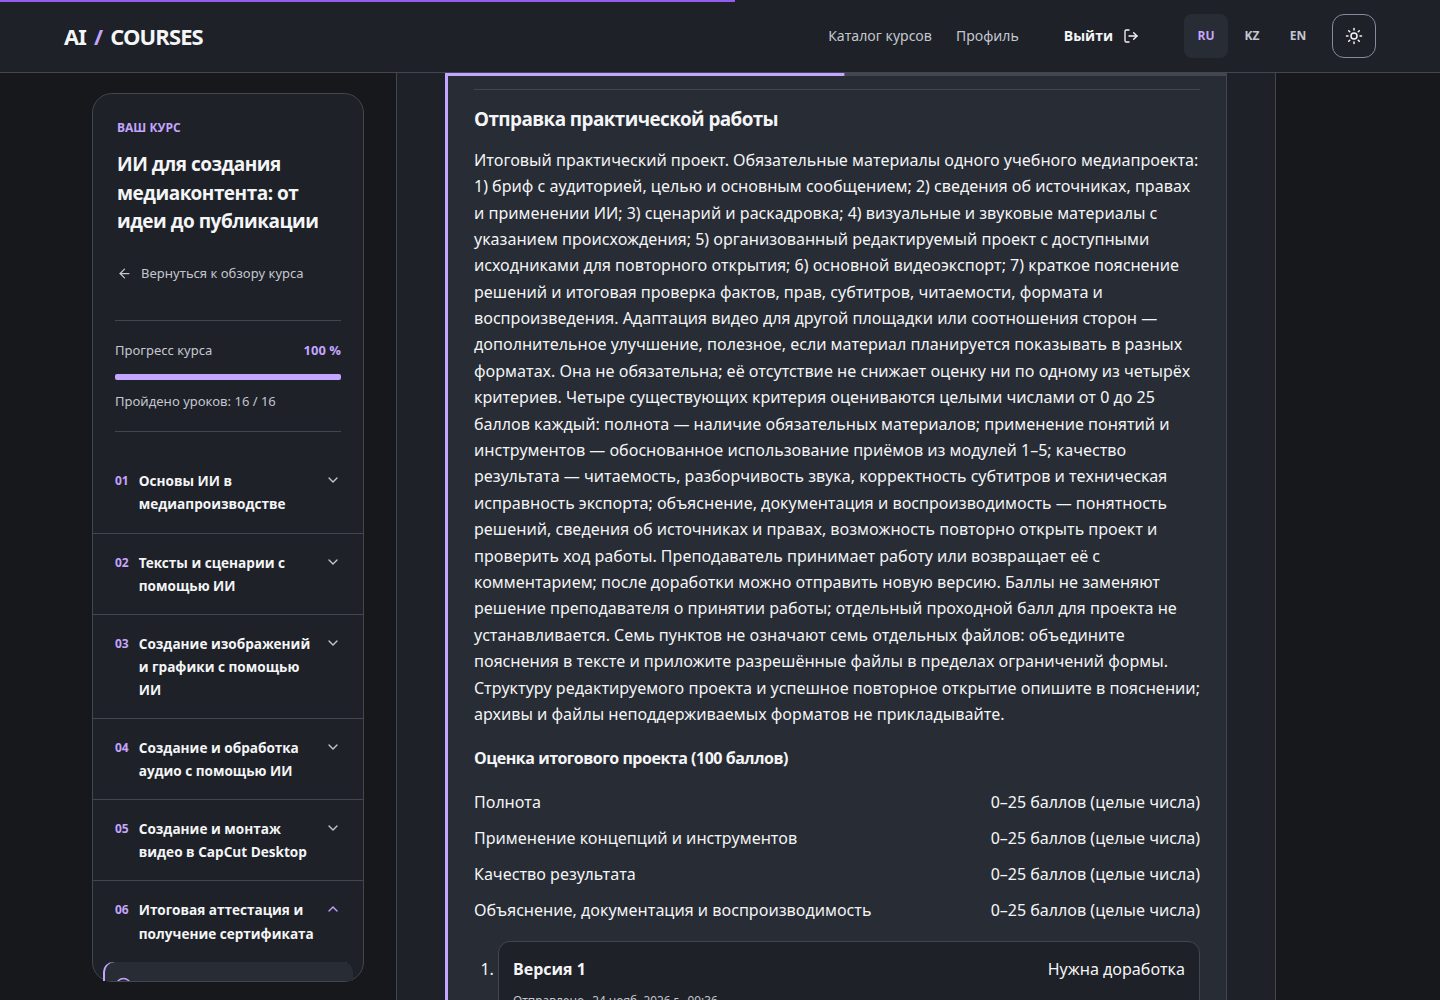 AI / COURSES
Каталог курсов
Профиль
Выйти
RU
KZ
EN
ВАШ КУРС
ИИ для создания
медиаконтента: от
идеи до публикации
Вернуться к обзору курса
Прогресс курса 100 %
Пройдено уроков: 16 / 16
01 Основы ИИ в
медиапроизводстве
02 Тексты и сценарии с
помощью ИИ
03 Создание изображений
и графики с помощью
ИИ
04 Создание и обработка
аудио с помощью ИИ
05 Создание и монтаж
видео в CapCut Desktop
06 Итоговая аттестация и
получение сертификата
Отправка практической работы
Итоговый практический проект. Обязательные материалы одного учебного медиапроекта:
1) бриф с аудиторией, целью и основным сообщением; 2) сведения об источниках, правах
и применении ИИ; 3) сценарий и раскадровка; 4) визуальные и звуковые материалы с
указанием происхождения; 5) организованный редактируемый проект с доступными
исходниками для повторного открытия; 6) основной видеоэкспорт; 7) краткое пояснение
решений и итоговая проверка фактов, прав, субтитров, читаемости, формата и
воспроизведения. Адаптация видео для другой площадки или соотношения сторон —
дополнительное улучшение, полезное, если материал планируется показывать в разных
форматах. Она не обязательна; её отсутствие не снижает оценку ни по одному из четырёх
критериев. Четыре существующих критерия оцениваются целыми числами от 0 до 25
баллов каждый: полнота — наличие обязательных материалов; применение понятий и
инструментов — обоснованное использование приёмов из модулей 1–5; качество
результата — читаемость, разборчивость звука, корректность субтитров и техническая
исправность экспорта; объяснение, документация и воспроизводимость — понятность
решений, сведения об источниках и правах, возможность повторно открыть проект и
проверить ход работы. Преподаватель принимает работу или возвращает её с
комментарием; после доработки можно отправить новую версию. Баллы не заменяют
решение преподавателя о принятии работы; отдельный проходной балл для проекта не
устанавливается. Семь пунктов не означают семь отдельных файлов: объедините
пояснения в тексте и приложите разрешённые файлы в пределах ограничений формы.
Структуру редактируемого проекта и успешное повторное открытие опишите в пояснении;
архивы и файлы неподдерживаемых форматов не прикладывайте.
Оценка итогового проекта (100 баллов)
Полнота 0–25 баллов (целые числа)
Применение концепций и инструментов 0–25 баллов (целые числа)
Качество результата 0–25 баллов (целые числа)
Объяснение, документация и воспроизводимость 0–25 баллов (целые числа)
1. Версия 1 Нужна доработка